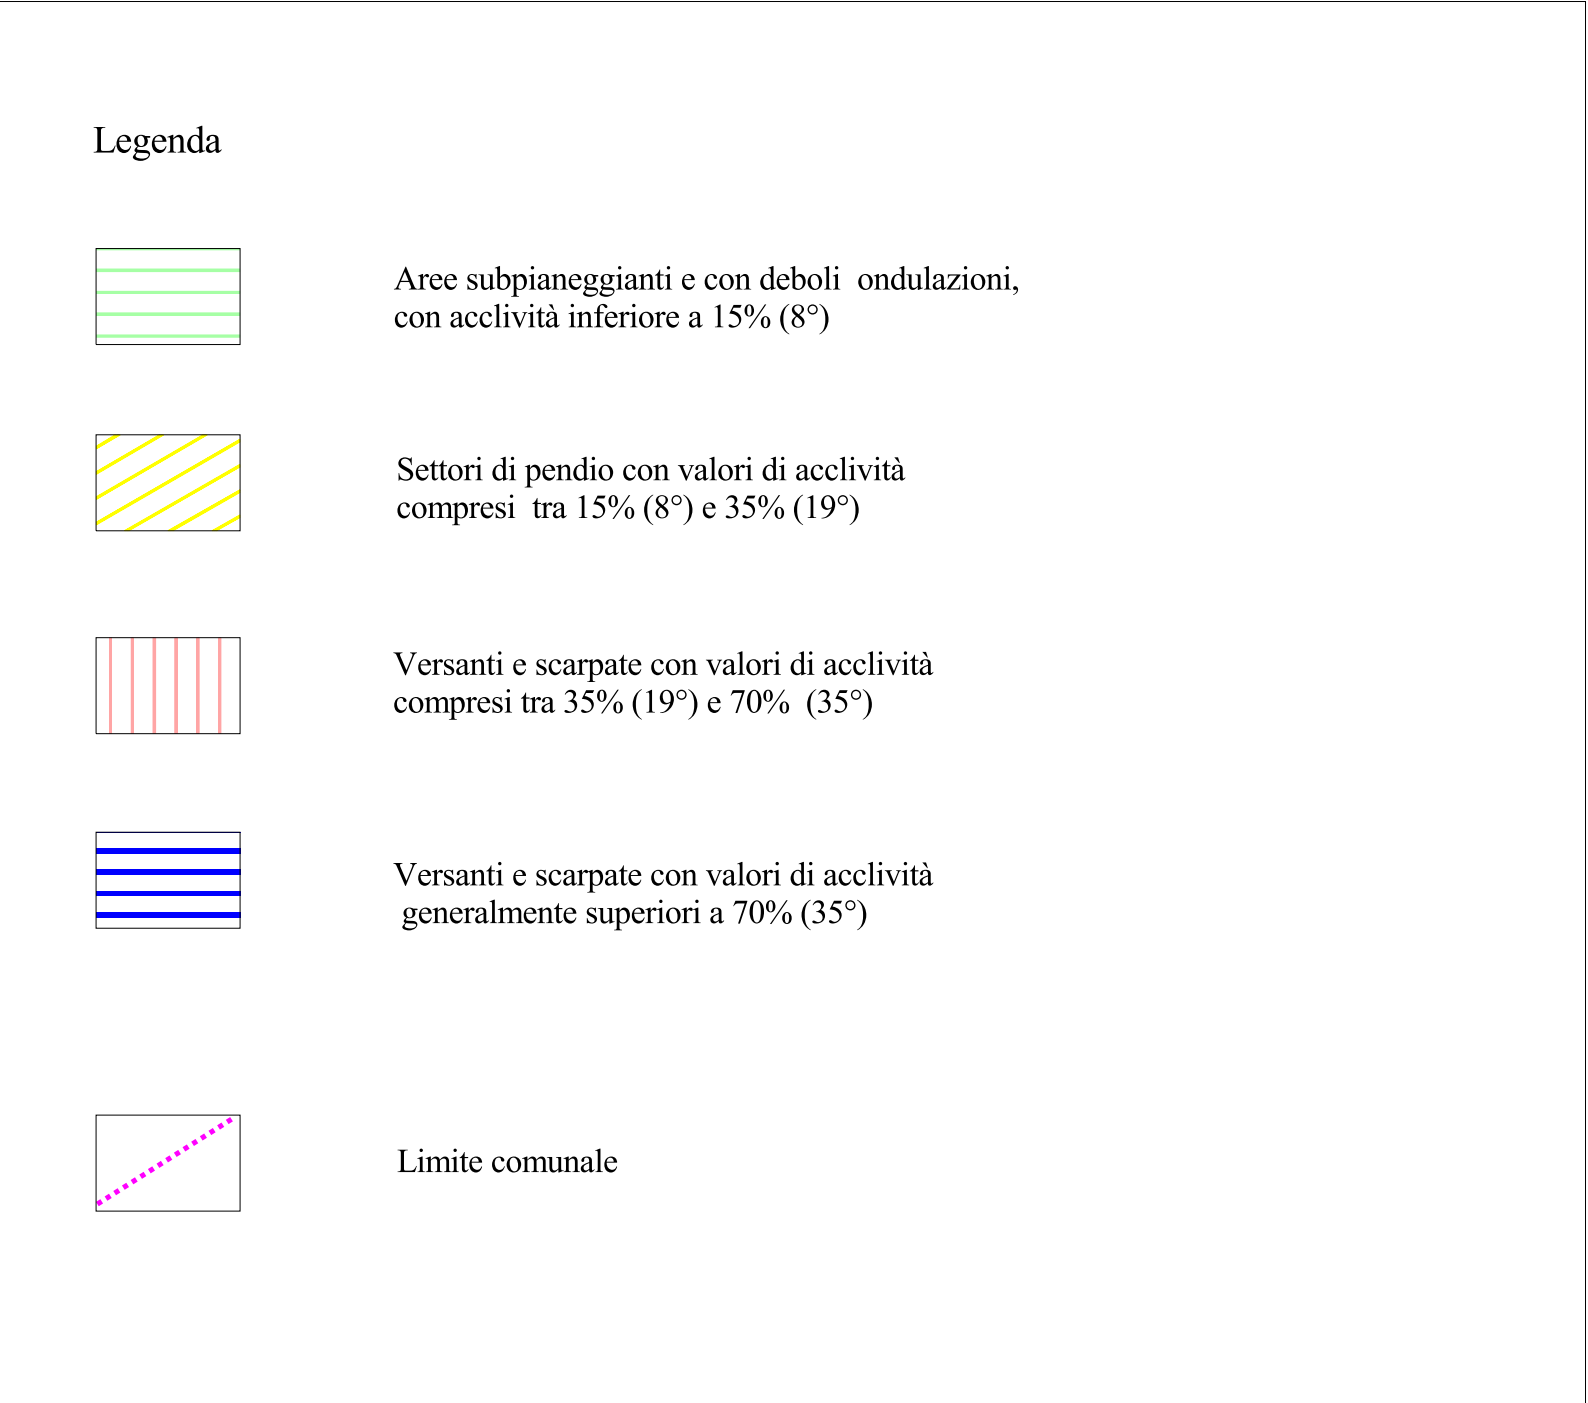 Legenda
Aree subpianeggianti e con deboli  ondulazioni,
con acclività inferiore a 15% (8°)
Settori di pendio con valori di acclività
compresi  tra 15% (8°) e 35% (19°)
Versanti e scarpate con valori di acclività
compresi tra 35% (19°) e 70%  (35°)
Versanti e scarpate con valori di acclività
generalmente superiori a 70% (35°)
Limite comunale